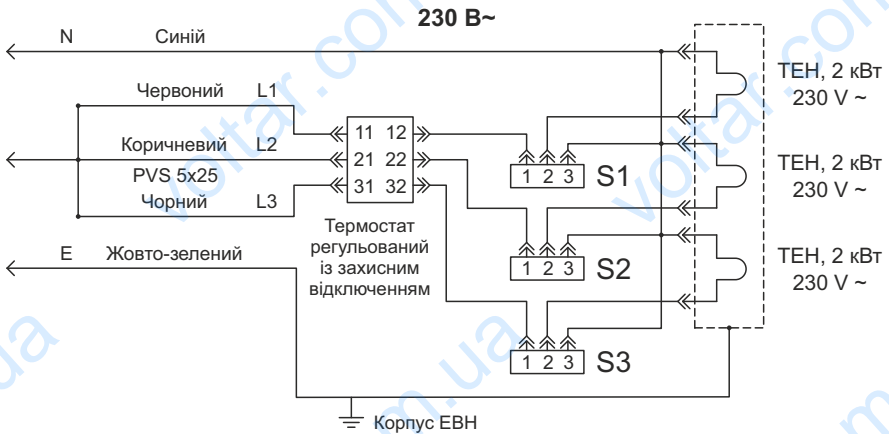 230 В~
N Синій
Червоний L1
Коричневий L2
PVS 5x25
Чорний L3
E Жовто-зелений
11 12
21 22
31 32
Термостат
регульований
із захисним
відключенням
1 2 3 S1
1 2 3 S2
1 2 3 S3
ТЕН, 2 кВт
230 V ~
ТЕН, 2 кВт
230 V ~
ТЕН, 2 кВт
230 V ~
Корпус ЕВН
voltar.com.ua